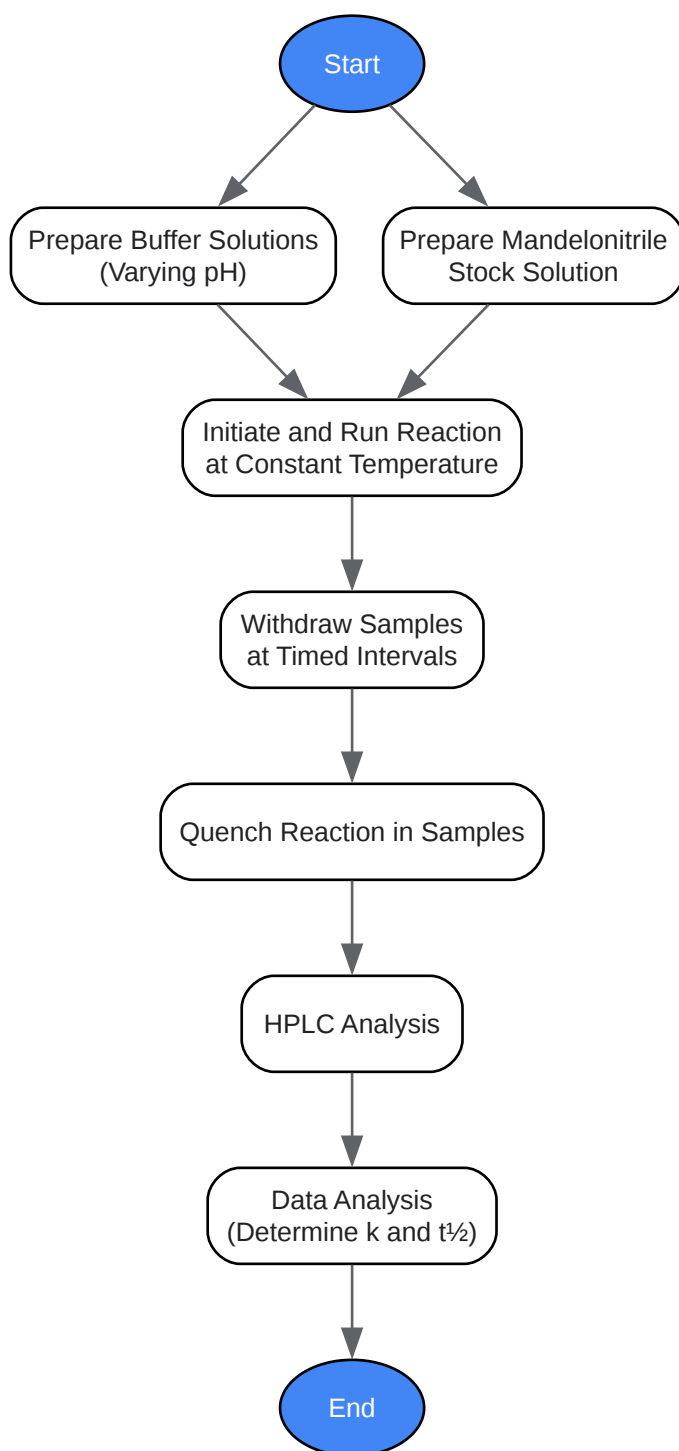 Start
Prepare Buffer Solutions
(Varying pH)
Prepare Mandelonitrile
Stock Solution
Initiate and Run Reaction
at Constant Temperature
Withdraw Samples
at Timed Intervals
Quench Reaction in Samples
HPLC Analysis
Data Analysis
(Determine k and t½)
End